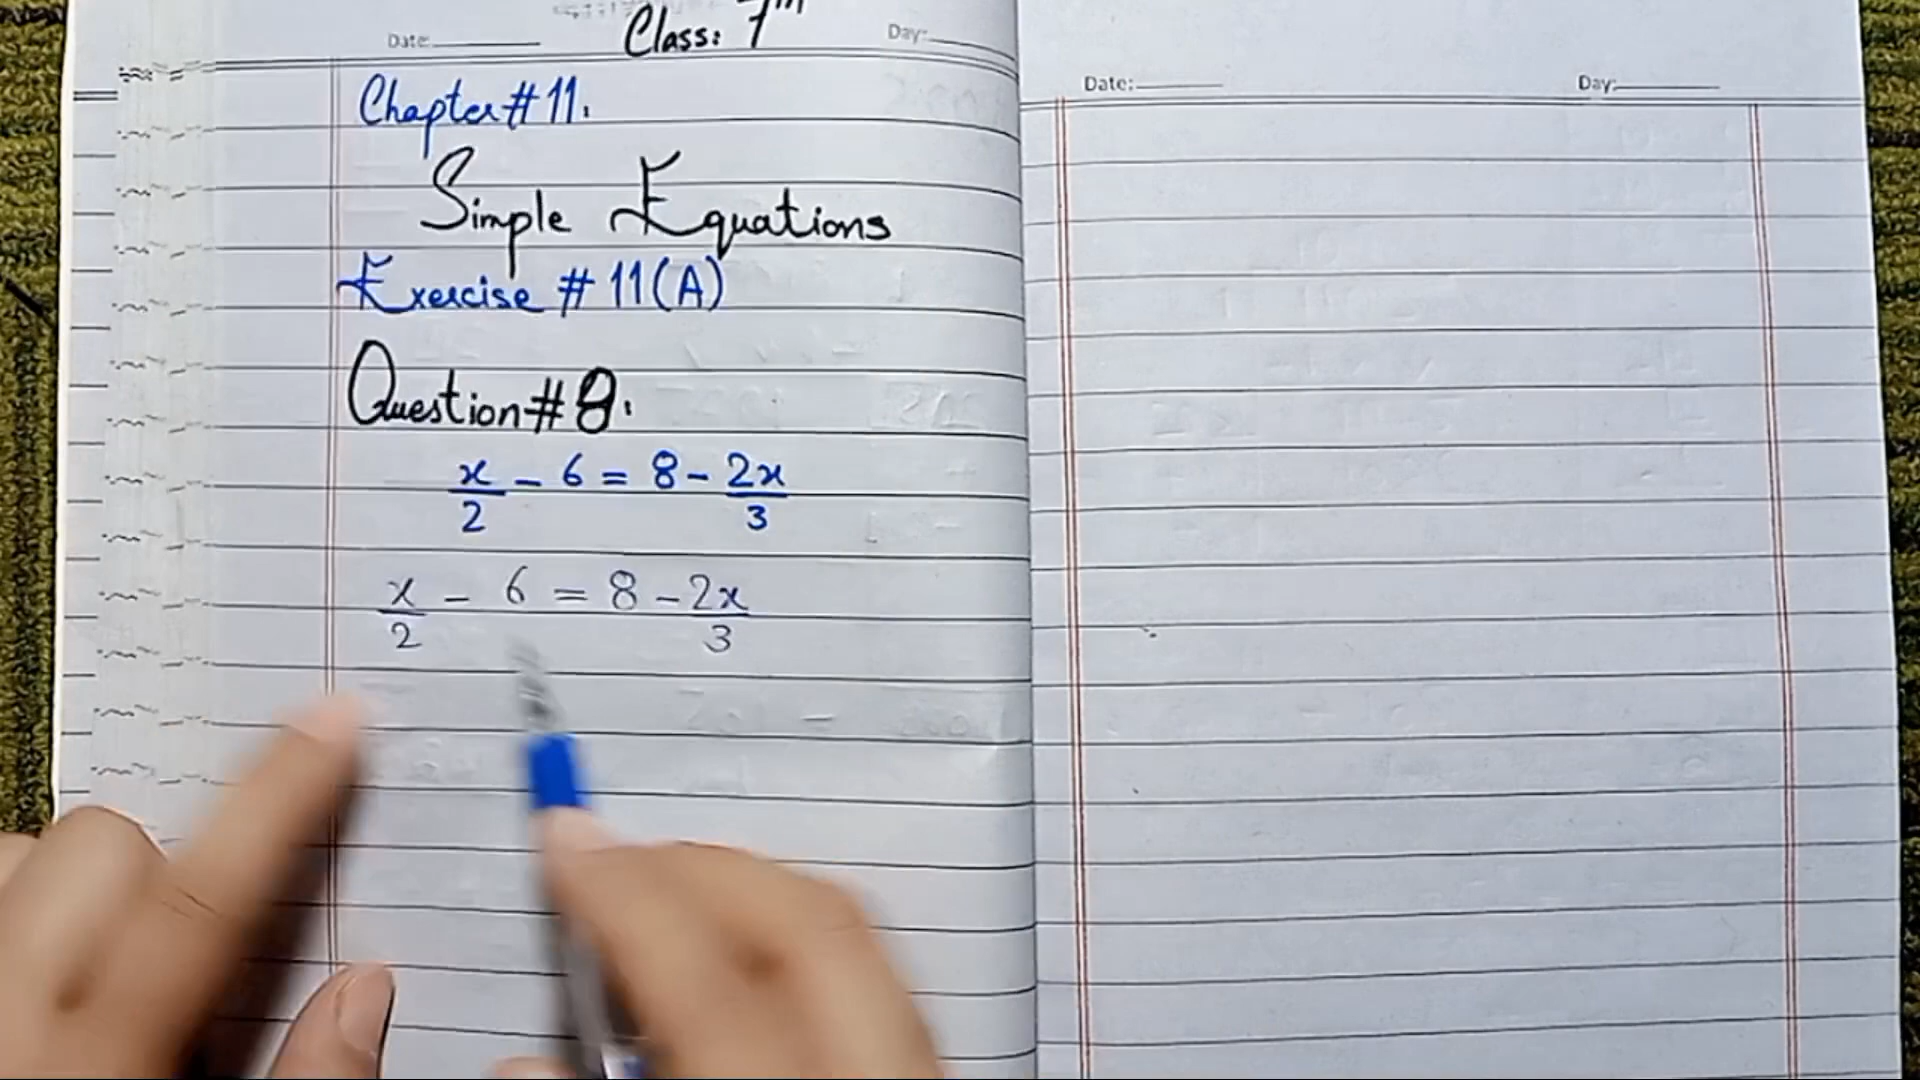 Date: Class: 7th Day:
Chapter # 11.
Simple Equations
Exercise # 11(A)
Question # 8.
x/2 - 6 = 8 - 2x/3
x/2 - 6 = 8 - 2x/3
Date: Day: